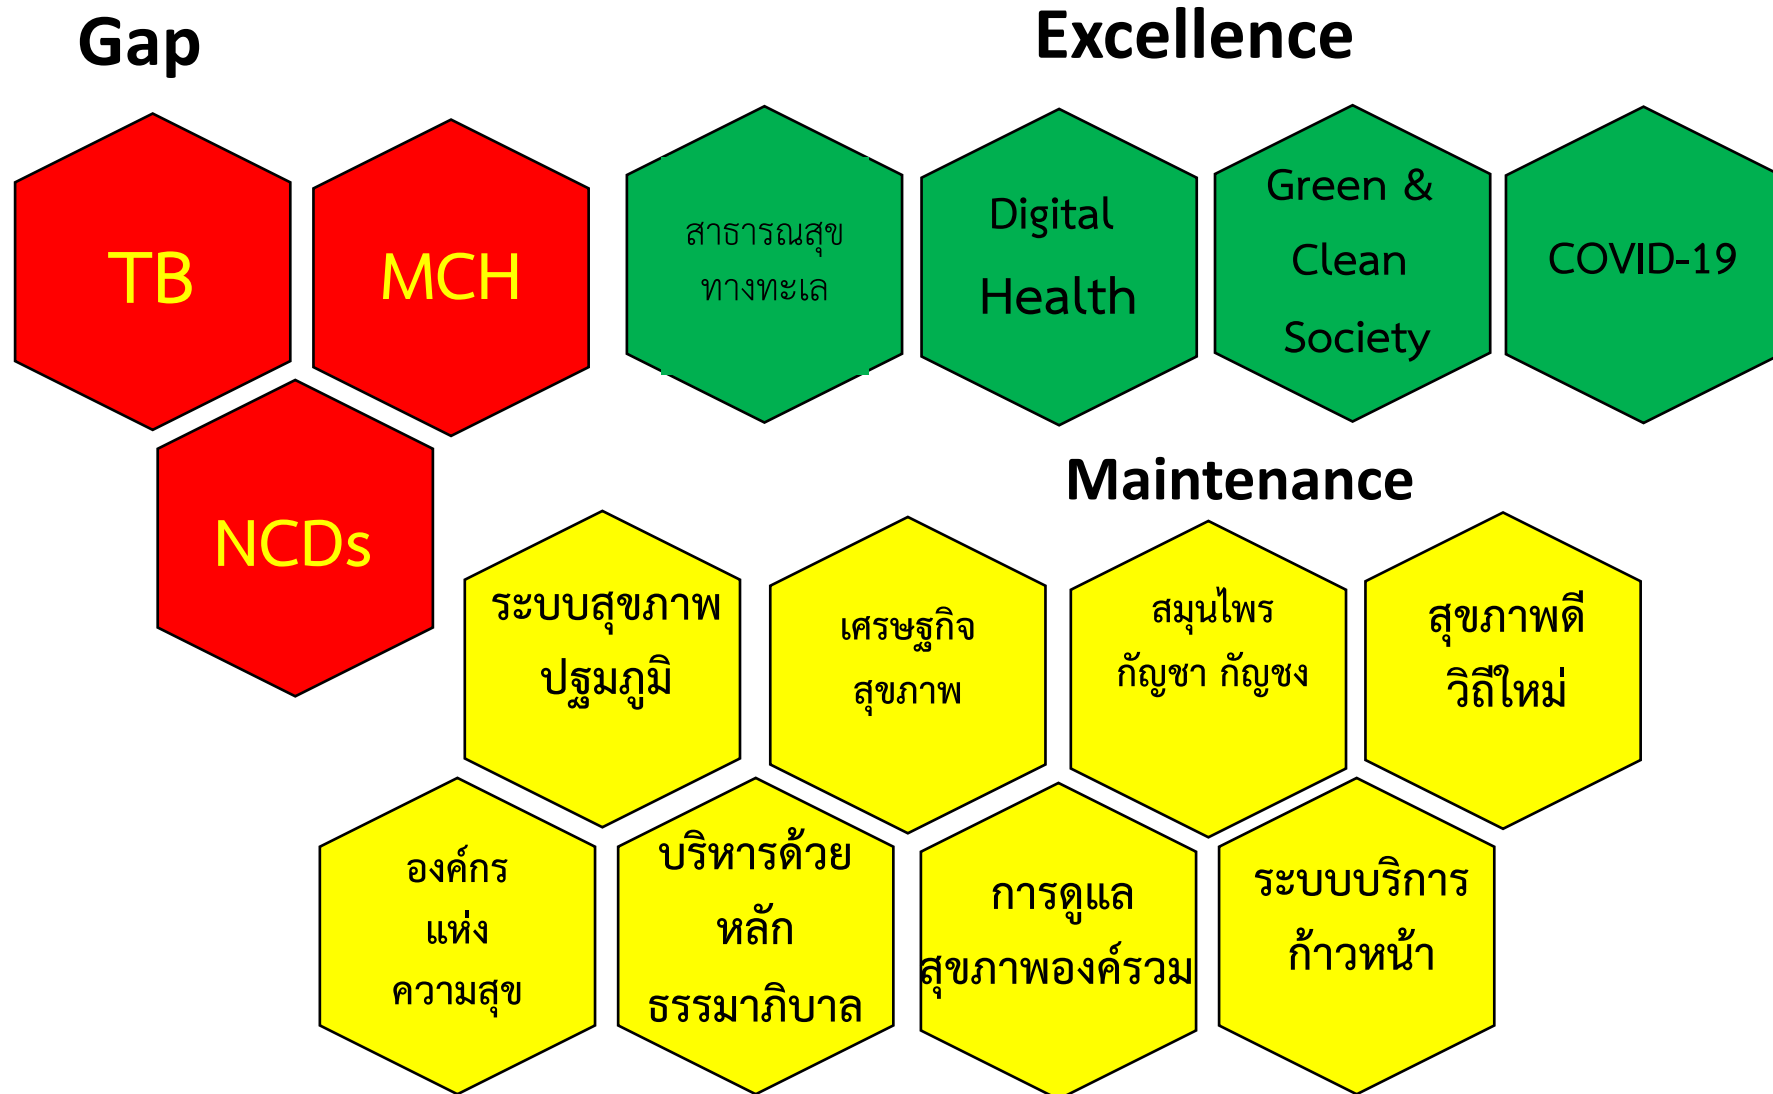 Gap
TB
MCH
NCDs
Excellence
สาธารณสุข
ทางทะเล
Digital
Health
Green &
Clean
Society
COVID-19
Maintenance
ระบบสุขภาพ
ปฐมภูมิ
เศรษฐกิจ
สุขภาพ
สมุนไพร
กัญชา กัญชง
สุขภาพดี
วิถีใหม่
องค์กร
แห่ง
ความสุข
บริหารด้วย
หลัก
ธรรมาภิบาล
การดูแล
สุขภาพองค์รวม
ระบบบริการ
ก้าวหน้า